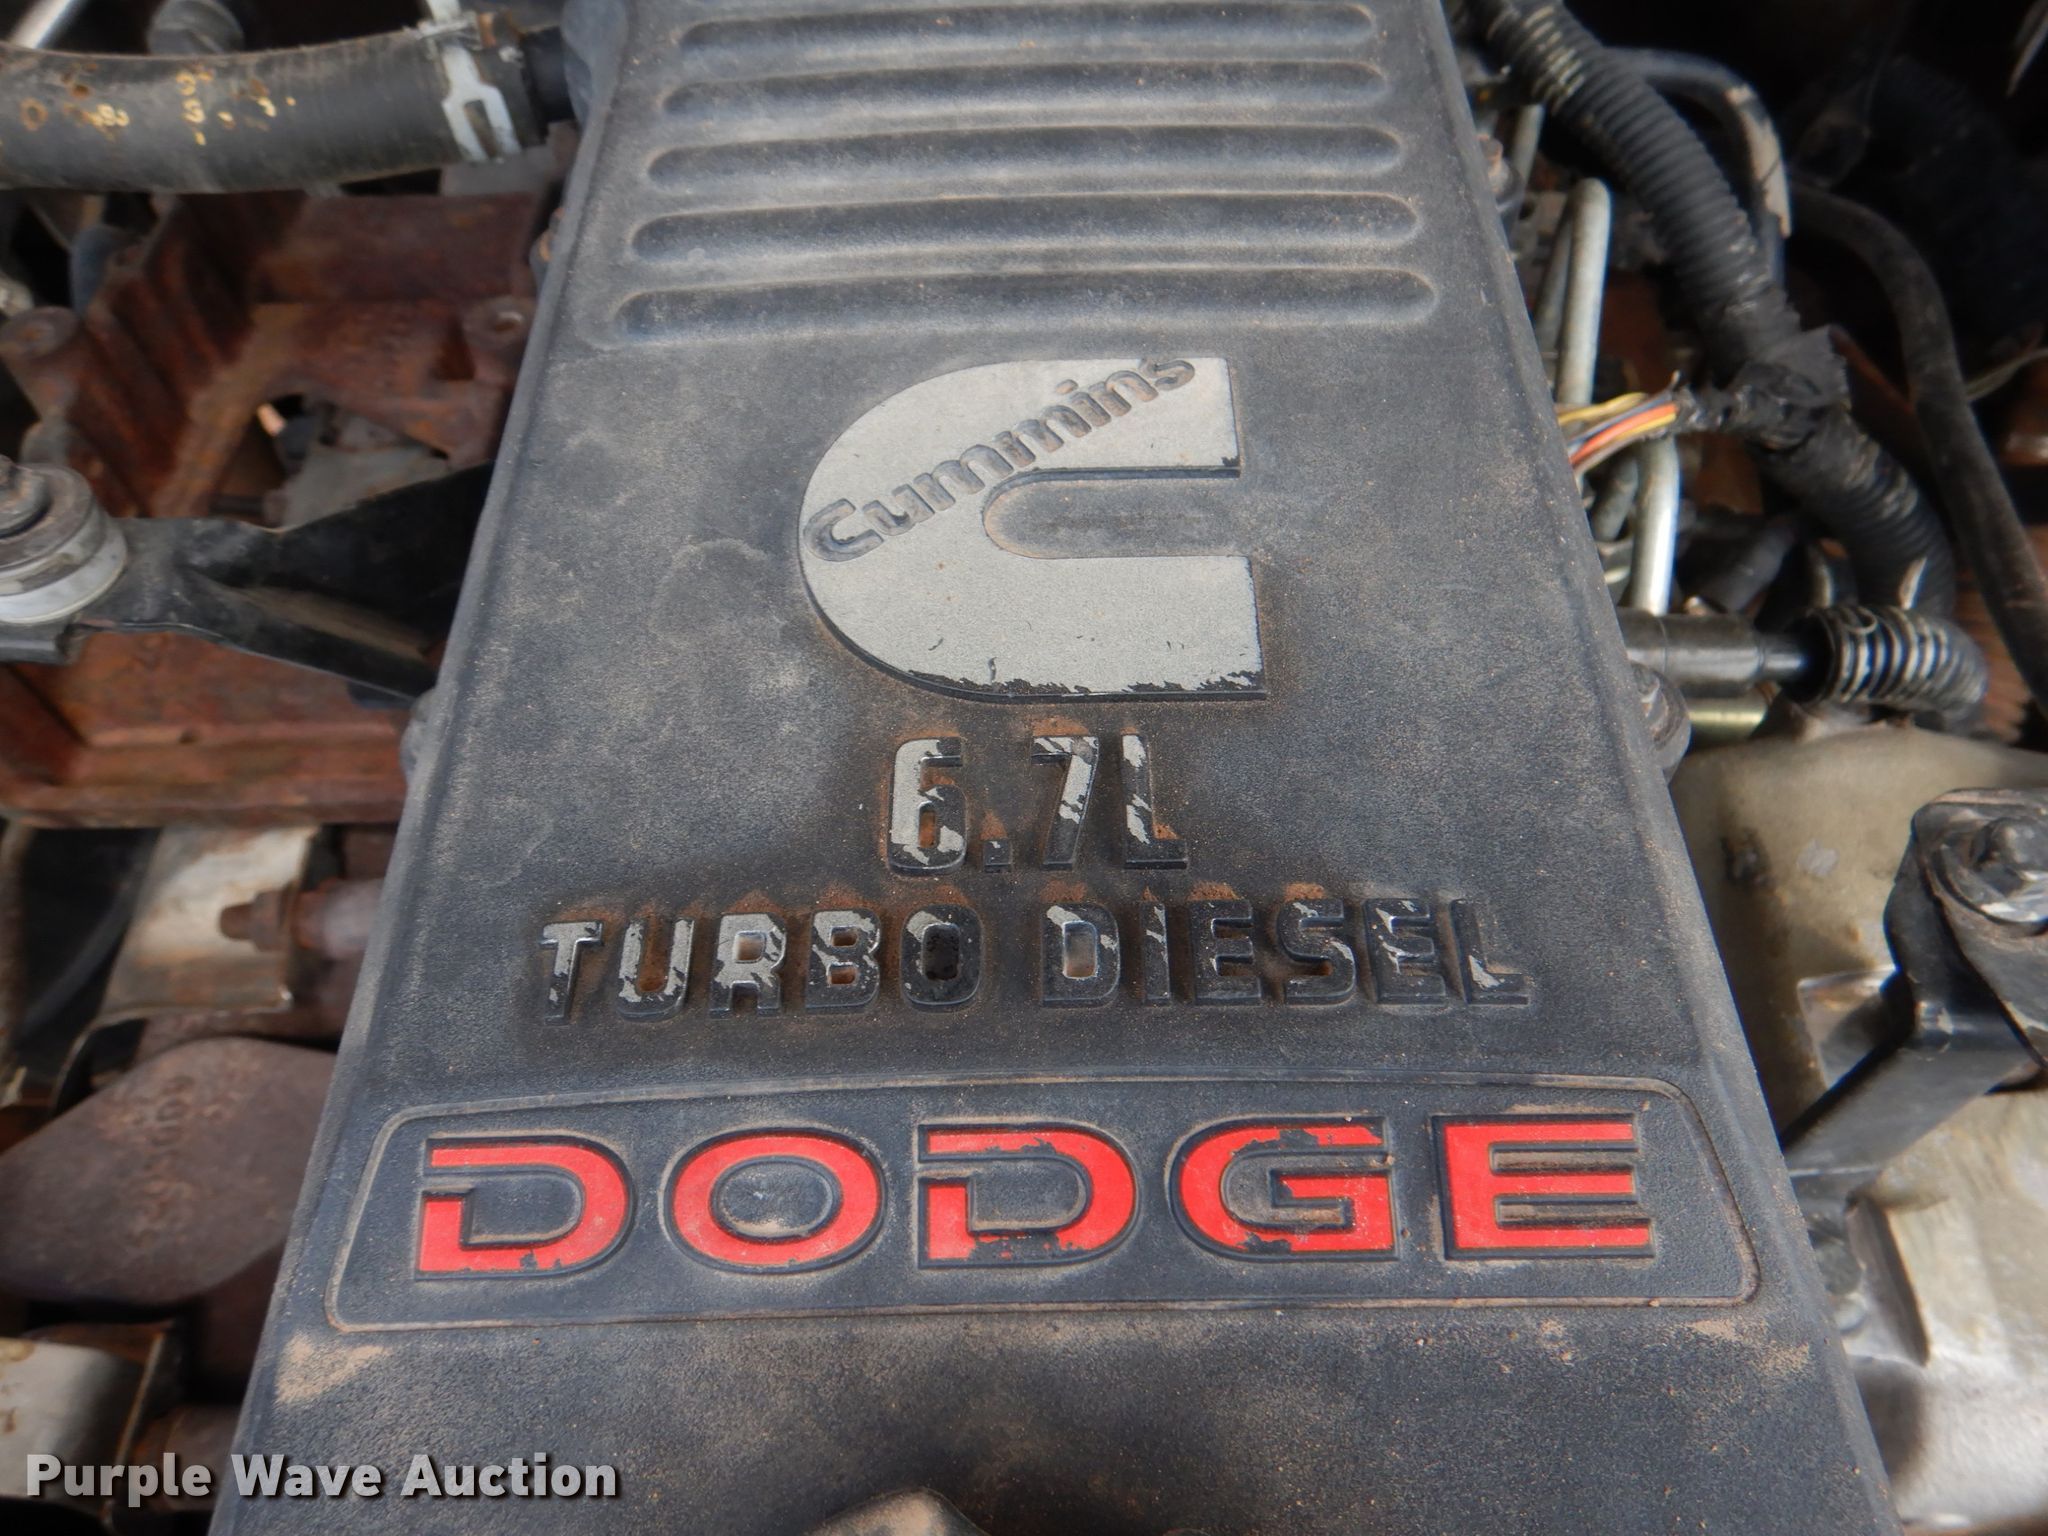 Cummins
6.7L
TURBO DIESEL
DODGE
Purple Wave Auction